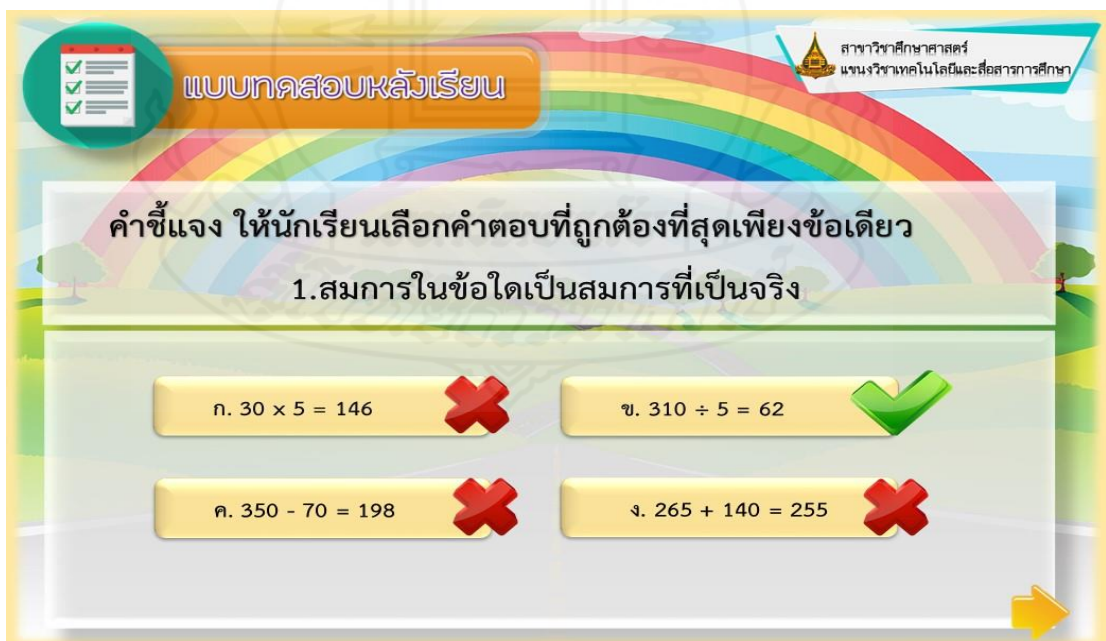 แบบทดสอบหลังเรียน
สาขาวิชาศึกษาศาสตร์
แขนงวิชาเทคโนโลยีและสื่อสารการศึกษา
คำชี้แจง ให้นักเรียนเลือกคำตอบที่ถูกต้องที่สุดเพียงข้อเดียว
1.สมการในข้อใดเป็นสมการที่เป็นจริง
ก. 30 × 5 = 146
ข. 310 ÷ 5 = 62
ค. 350 - 70 = 198
ง. 265 + 140 = 255